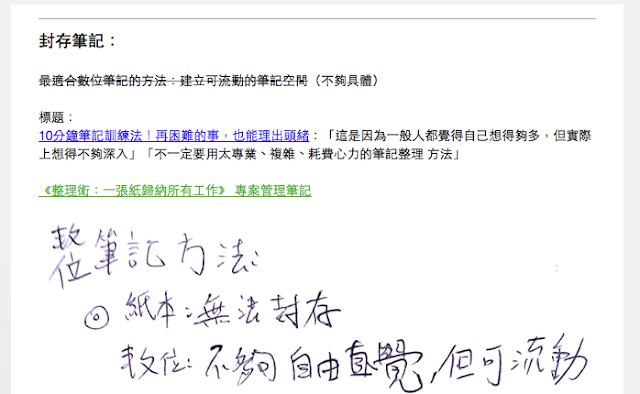 封存筆記：
最適合數位筆記的方法：建立可流動的筆記空間（不夠具體）
標題：
10分鐘筆記訓練法！再困難的事，也能理出頭緒：「這是因為一般人都覺得自己想得夠多，但實際
上想得不夠深入」「不一定要用太專業、複雜、耗費心力的筆記整理 方法」
《整理術：一張紙歸納所有工作》 專案管理筆記
數位筆記方法：
◎ 紙本：無法封存
數位：不夠自由直覺，但可流動